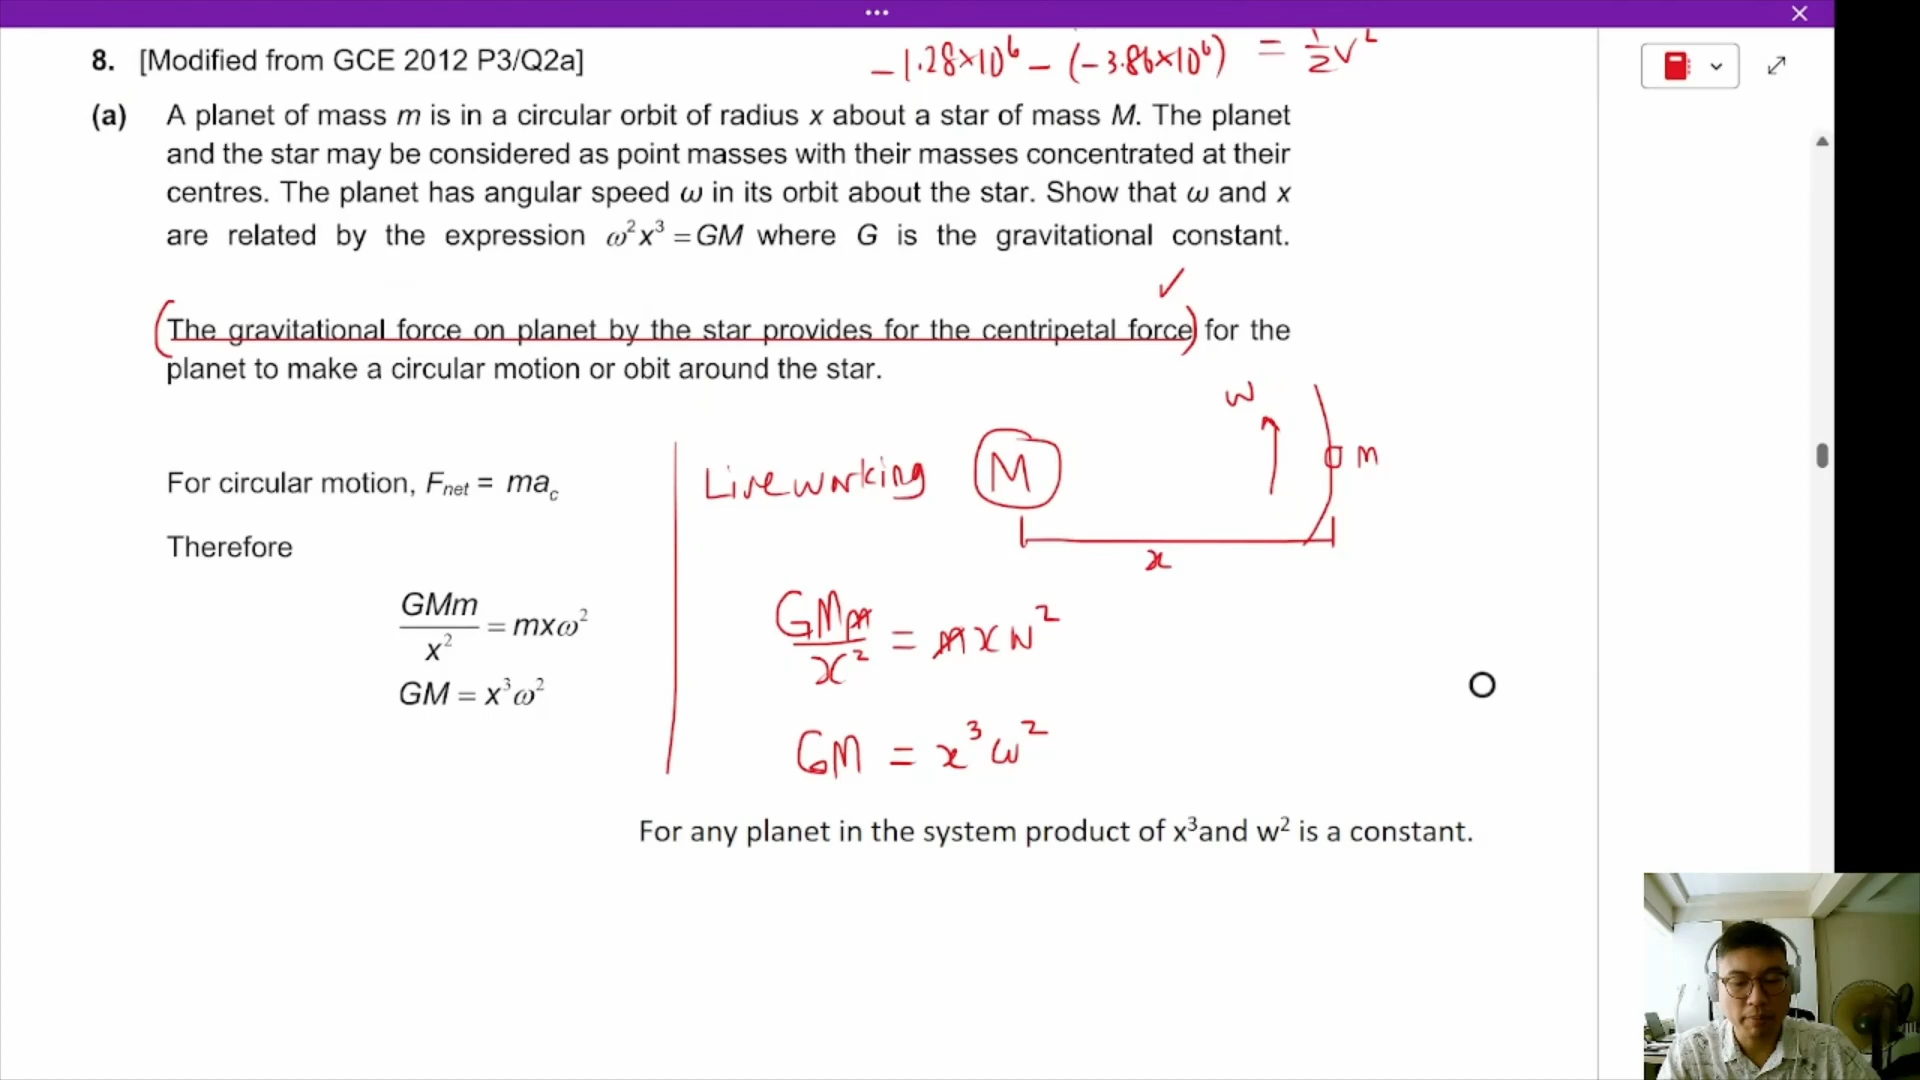 8. [Modified from GCE 2012 P3/Q2a]
-1.28×10⁶ - (-3.86×10⁶) = 1/2 v²
(a) A planet of mass m is in a circular orbit of radius x about a star of mass M. The planet
and the star may be considered as point masses with their masses concentrated at their
centres. The planet has angular speed ω in its orbit about the star. Show that ω and x
are related by the expression ω²x³ = GM where G is the gravitational constant.
The gravitational force on planet by the star provides for the centripetal force for the
planet to make a circular motion or obit around the star.
For circular motion, Fnet = mac
Therefore
GMm/x² = mxω²
GM = x³ω²
Live working
M
w
m
x
GMm/x² = mxw²
GM = x³ω²
For any planet in the system product of x³and w² is a constant.